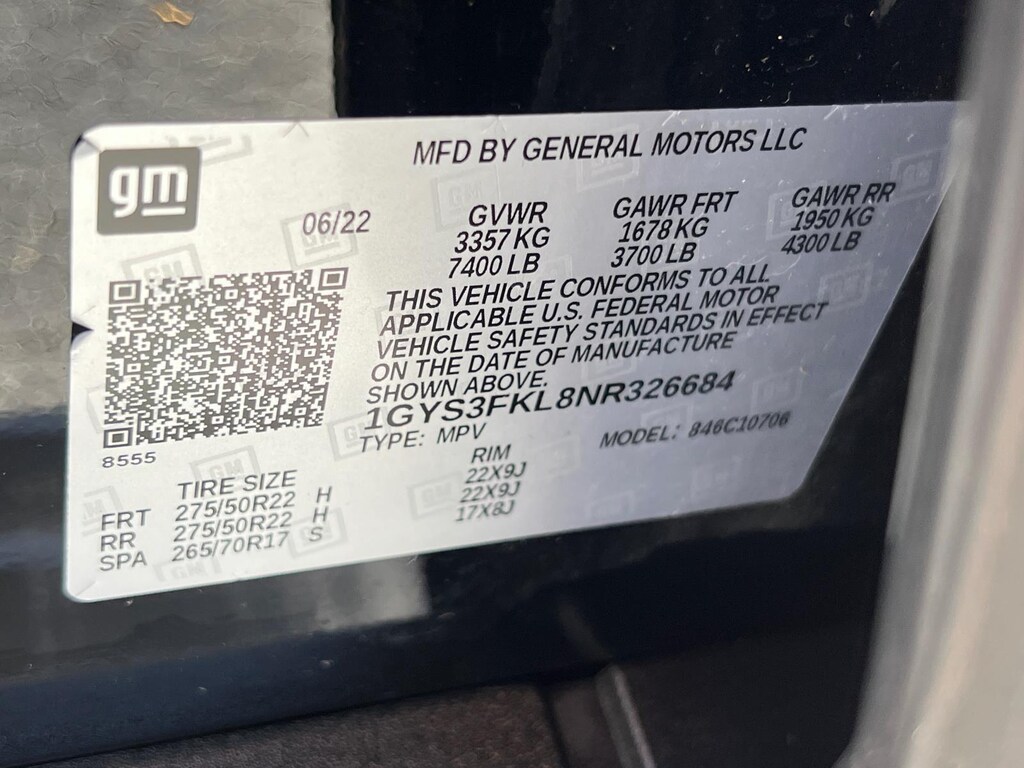 gm
MFD BY GENERAL MOTORS LLC
06/22
GVWR GAWR FRT GAWR RR
3357 KG 1678 KG 1950 KG
7400 LB 3700 LB 4300 LB
THIS VEHICLE CONFORMS TO ALL
APPLICABLE U.S. FEDERAL MOTOR
VEHICLE SAFETY STANDARDS IN EFFECT
ON THE DATE OF MANUFACTURE
SHOWN ABOVE.
1GYS3FKL8NR326684
TYPE: MPV MODEL: 846C10706
8555
TIRE SIZE RIM
FRT 275/50R22 H 22X9J
RR 275/50R22 H 22X9J
SPA 265/70R17 S 17X8J